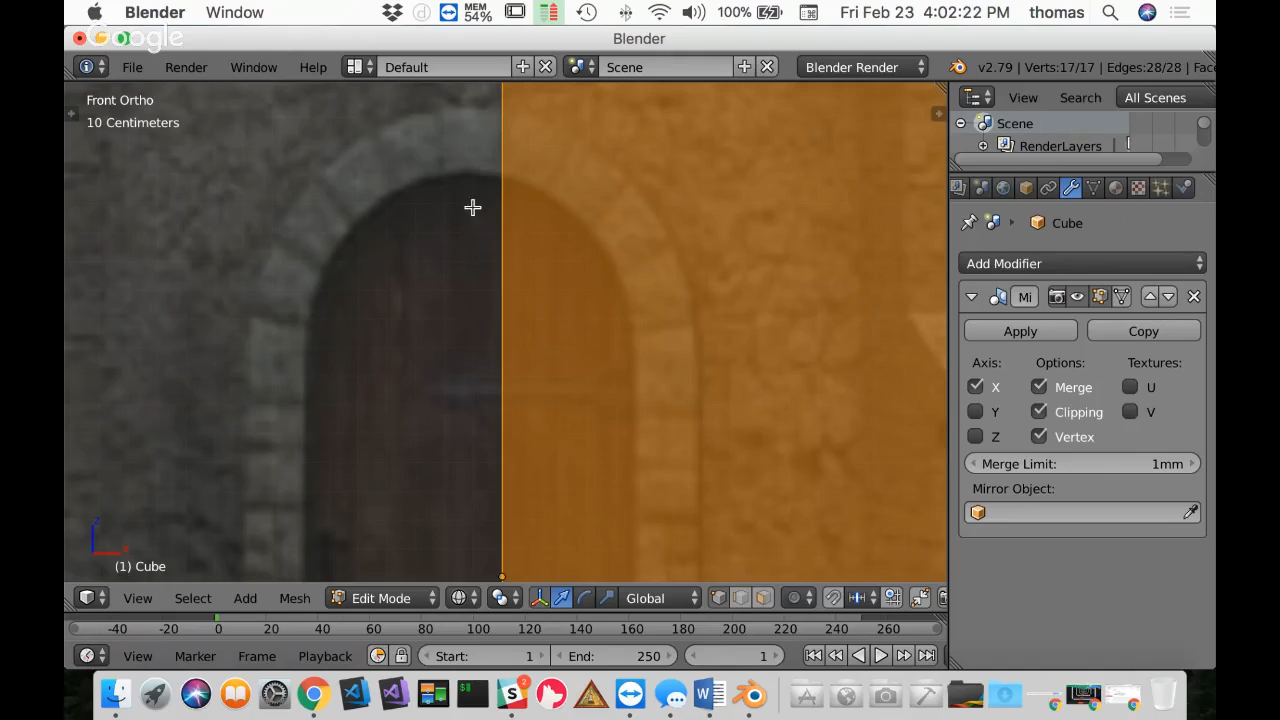 Blender Window MEM 54% 100% Fri Feb 23 4:02:22 PM thomas
Google
Blender
File Render Window Help Default Scene Blender Render v2.79 | Verts:17/17 | Edges:28/28 | Face
Front Ortho
10 Centimeters
View Search All Scenes
Scene
RenderLayers
Cube
Add Modifier
Mi
Apply Copy
Axis: Options: Textures:
X Merge U
Y Clipping V
Z Vertex
Merge Limit: 1mm
Mirror Object:
z
x
(1) Cube
View Select Add Mesh Edit Mode Global
-40 -20 0 20 40 60 80 100 120 140 160 180 200 220 240 260
View Marker Frame Playback Start: 1 End: 250 1
2